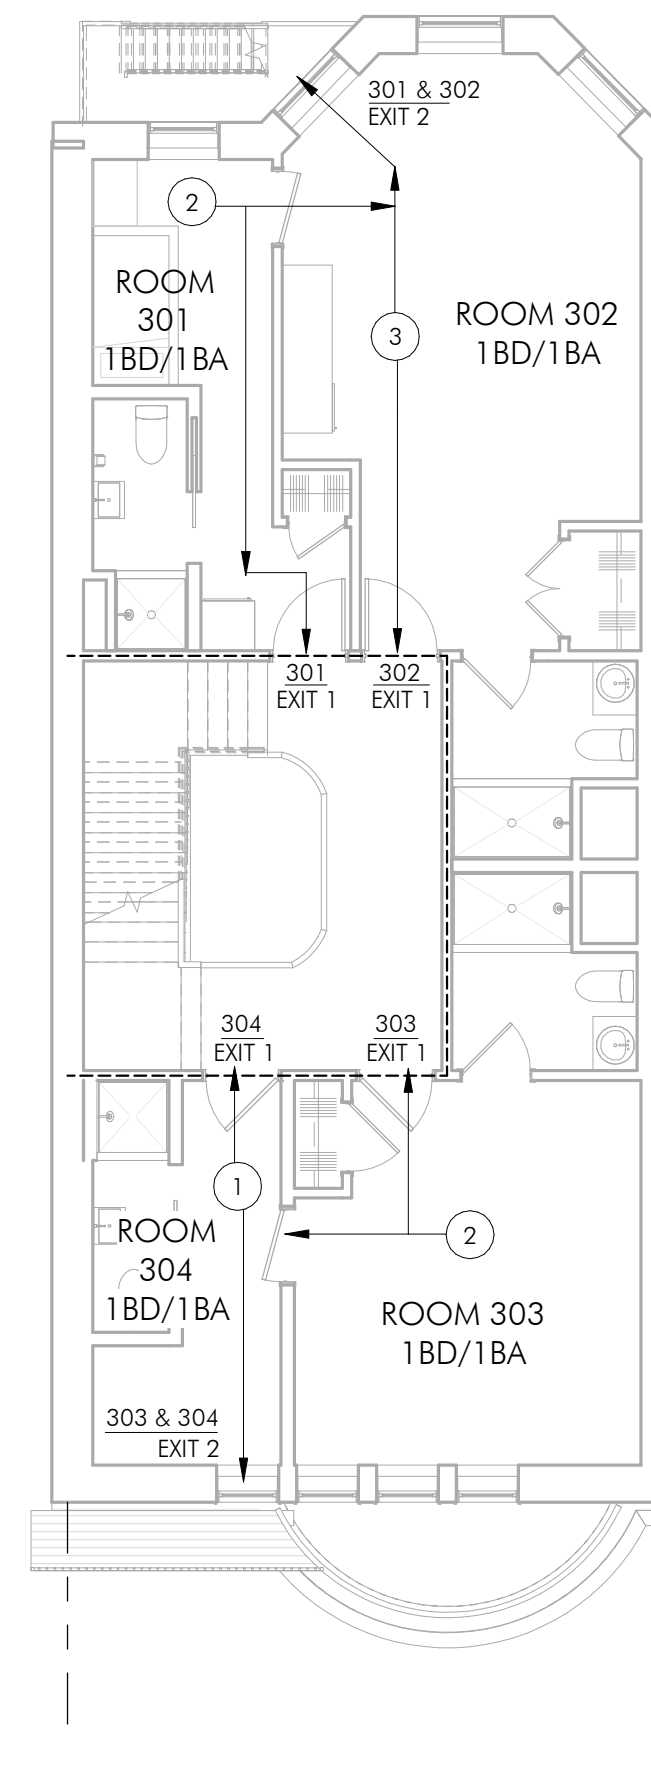 301 & 302
EXIT 2
2
ROOM
301
1BD/1BA
ROOM 302
1BD/1BA
3
301
EXIT 1
302
EXIT 1
304
EXIT 1
303
EXIT 1
1
ROOM
304
1BD/1BA
2
ROOM 303
1BD/1BA
303 & 304
EXIT 2